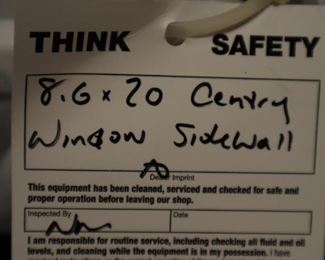 THINK SAFETY
8.6 x 20 Centry
Window Sidewall
Dealer Imprint
This equipment has been cleaned, serviced and checked for safe and
proper operation before leaving our shop.
Inspected By Date
I am responsible for routine service, including checking all fluid and oil
levels, and cleaning while the equipment is in my possession. I have